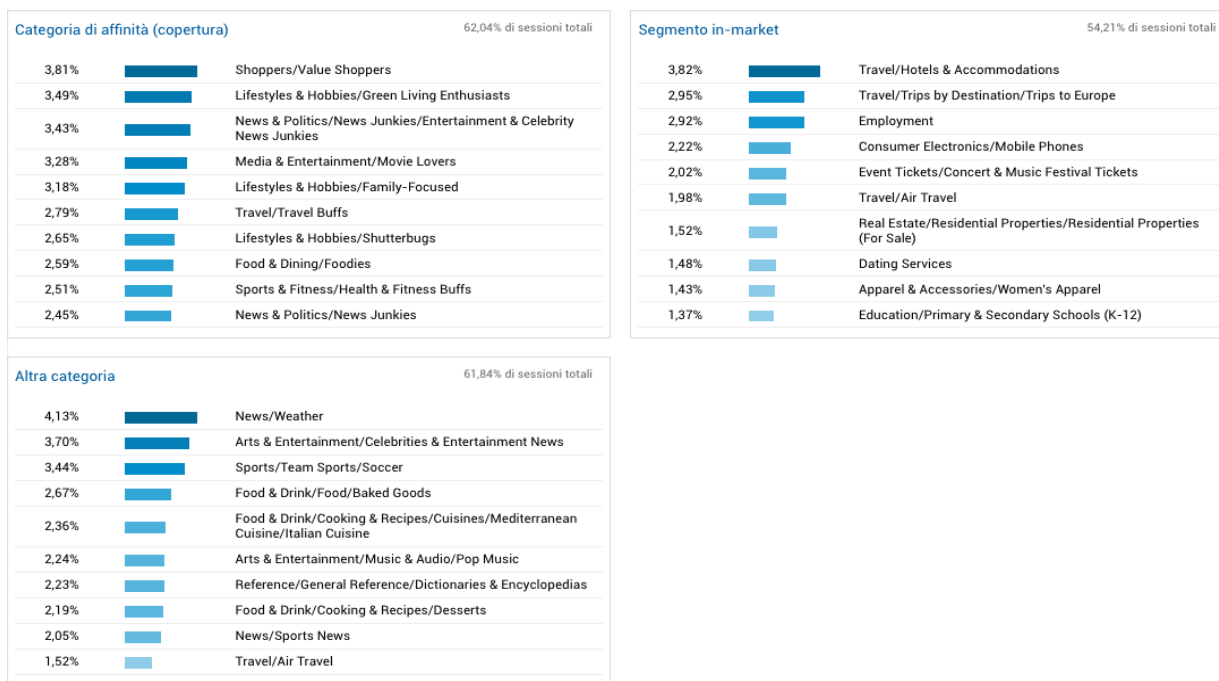 Categoria di affinità (copertura) 62,04% di sessioni totali
3,81% Shoppers/Value Shoppers
3,49% Lifestyles & Hobbies/Green Living Enthusiasts
3,43% News & Politics/News Junkies/Entertainment & Celebrity
News Junkies
3,28% Media & Entertainment/Movie Lovers
3,18% Lifestyles & Hobbies/Family-Focused
2,79% Travel/Travel Buffs
2,65% Lifestyles & Hobbies/Shutterbugs
2,59% Food & Dining/Foodies
2,51% Sports & Fitness/Health & Fitness Buffs
2,45% News & Politics/News Junkies
Segmento in-market 54,21% di sessioni totali
3,82% Travel/Hotels & Accommodations
2,95% Travel/Trips by Destination/Trips to Europe
2,92% Employment
2,22% Consumer Electronics/Mobile Phones
2,02% Event Tickets/Concert & Music Festival Tickets
1,98% Travel/Air Travel
1,52% Real Estate/Residential Properties/Residential Properties
(For Sale)
1,48% Dating Services
1,43% Apparel & Accessories/Women's Apparel
1,37% Education/Primary & Secondary Schools (K-12)
Altra categoria 61,84% di sessioni totali
4,13% News/Weather
3,70% Arts & Entertainment/Celebrities & Entertainment News
3,44% Sports/Team Sports/Soccer
2,67% Food & Drink/Food/Baked Goods
2,36% Food & Drink/Cooking & Recipes/Cuisines/Mediterranean
Cuisine/Italian Cuisine
2,24% Arts & Entertainment/Music & Audio/Pop Music
2,23% Reference/General Reference/Dictionaries & Encyclopedias
2,19% Food & Drink/Cooking & Recipes/Desserts
2,05% News/Sports News
1,52% Travel/Air Travel